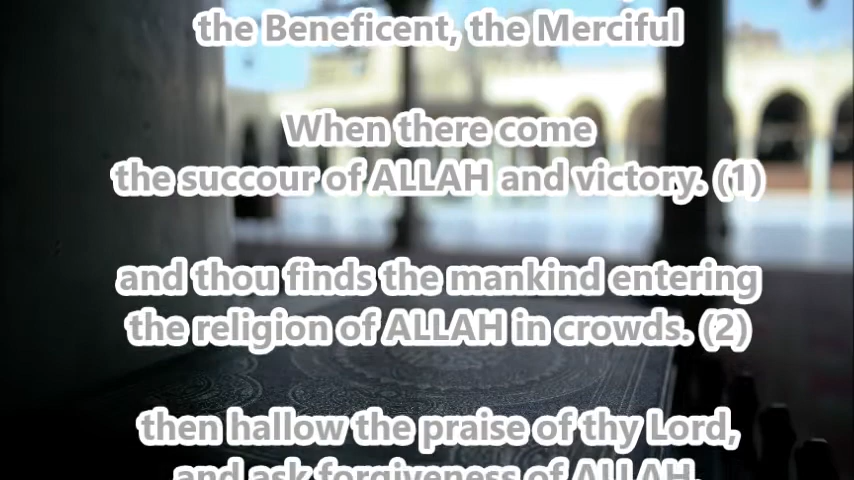 the Beneficent, the Merciful
When there come
the succour of ALLAH and victory. (1)
and thou finds the mankind entering
the religion of ALLAH in crowds. (2)
then hallow the praise of thy Lord,
and ask forgiveness of ALLAH.